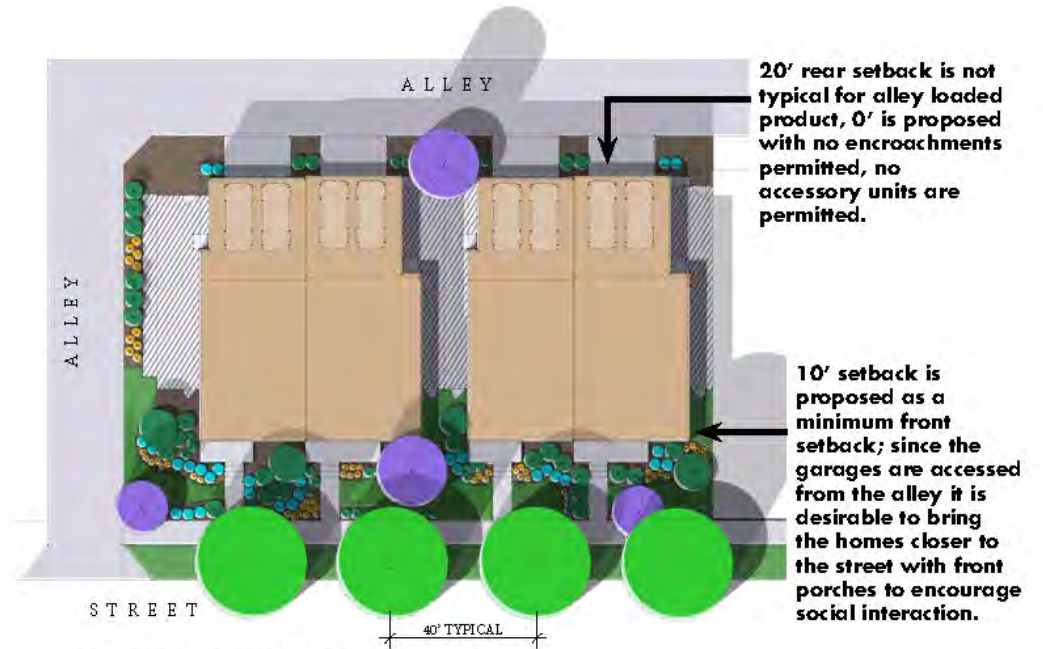 ALLEY
20' rear setback is not
typical for alley loaded
product, 0' is proposed
with no encroachments
permitted, no
accessory units are
permitted.
ALLEY
10' setback is
proposed as a
minimum front
setback; since the
garages are accessed
from the alley it is
desirable to bring
the homes closer to
the street with front
porches to encourage
social interaction.
STREET
40' TYPICAL